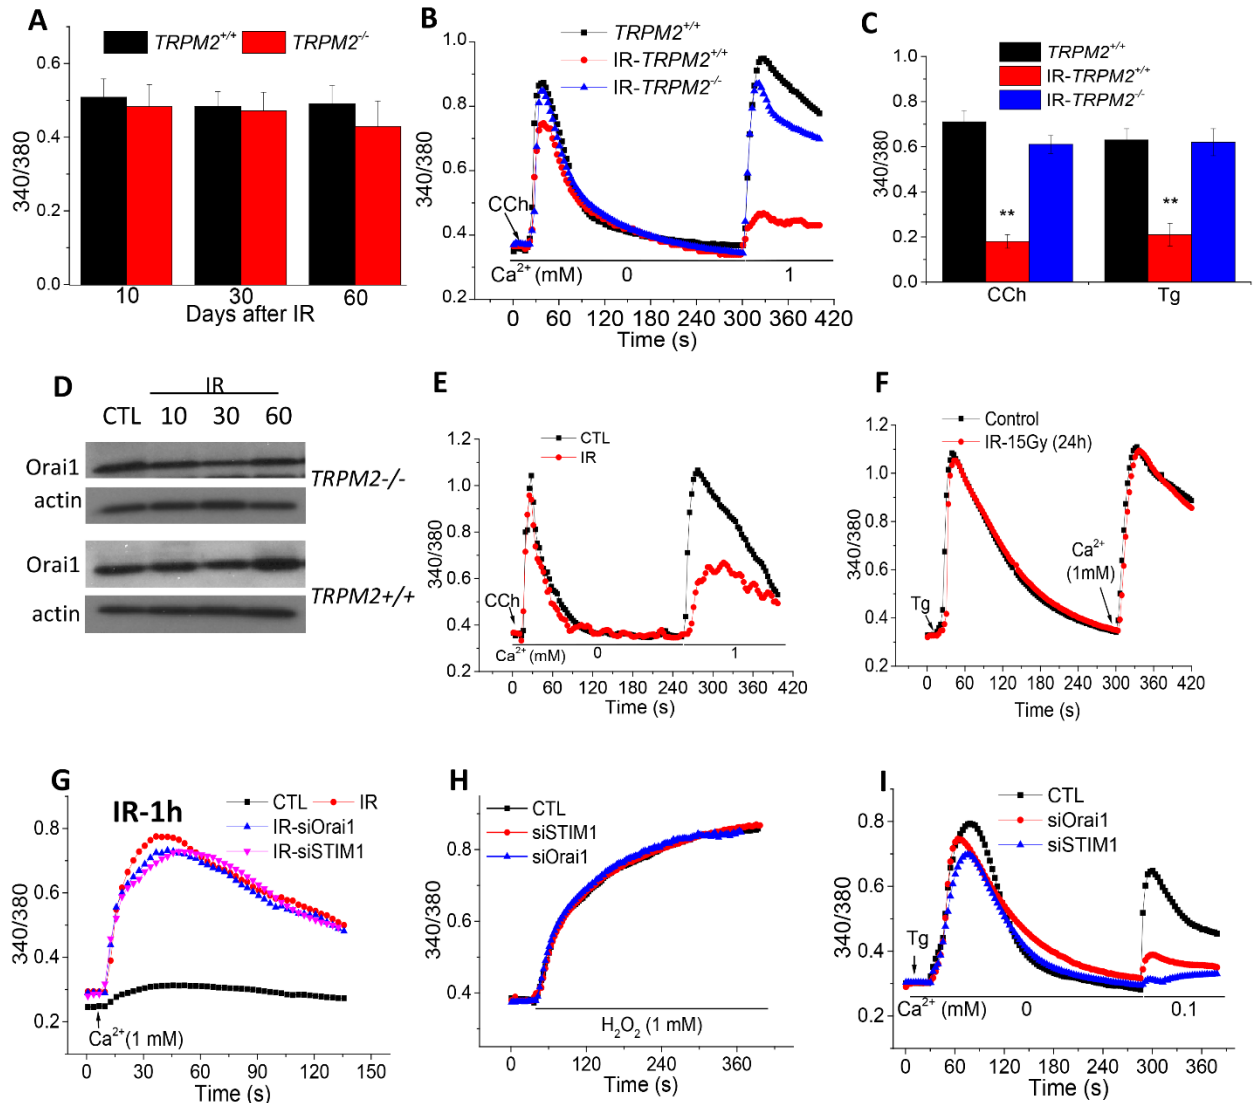 A
TRPM2+/+ TRPM2-/-
0.6
0.4
0.2
0.0
340/380
10 30 60
Days after IR
B
TRPM2+/+
IR-TRPM2+/+
IR-TRPM2-/-
1.0
0.8
0.6
0.4
0.2
340/380
CCh
Ca2+(mM) 0 1
0 60 120 180 240 300 360 420
Time (s)
C
TRPM2+/+
IR-TRPM2+/+
IR-TRPM2-/-
1.0
0.8
0.6
0.4
0.2
0.0
340/380
** **
CCh Tg
D
IR
CTL 10 30 60
Orai1
actin
TRPM2-/-
Orai1
actin
TRPM2+/+
E
CTL
IR
1.2
1.0
0.8
0.6
0.4
0.2
340/380
CCh
Ca2+(mM) 0 1
0 60 120 180 240 300 360 420
Time (s)
F
Control
IR-15Gy (24h)
1.2
1.0
0.8
0.6
0.4
0.2
340/380
Tg
Ca2+
(1mM)
0 60 120 180 240 300 360 420
Time (s)
G
IR-1h
CTL IR
IR-siOrai1
IR-siSTIM1
0.8
0.6
0.4
0.2
340/380
Ca2+(1 mM)
0 30 60 90 120 150
Time (s)
H
CTL
siSTIM1
siOrai1
0.8
0.6
0.4
340/380
H2O2 (1 mM)
0 120 240 360
Time (s)
I
CTL
siOrai1
siSTIM1
1.0
0.8
0.6
0.4
0.2
340/380
Tg
Ca2+ (mM) 0 0.1
0 60 120 180 240 300 360
Time (s)